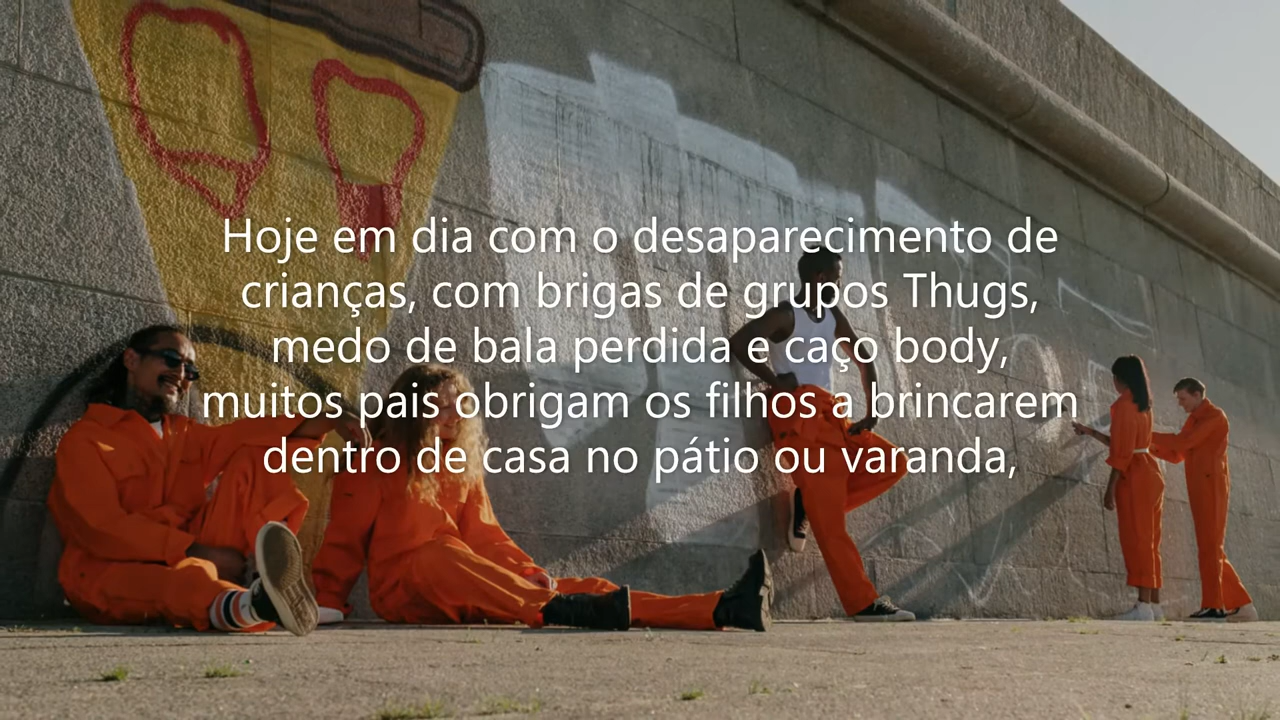 Hoje em dia com o desaparecimento de
crianças, com brigas de grupos Thugs,
medo de bala perdida e caço body,
muitos pais obrigam os filhos a brincarem
dentro de casa no pátio ou varanda,